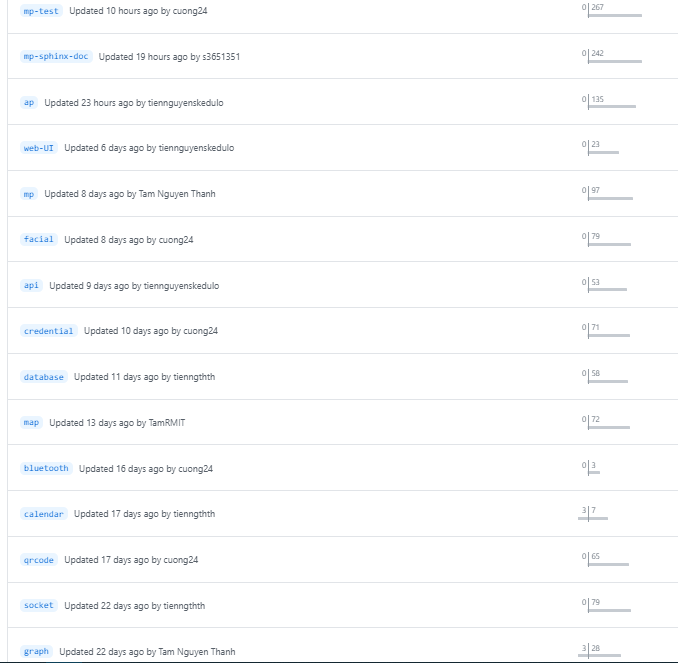 mp-test Updated 10 hours ago by cuong24 0 267
mp-sphinx-doc Updated 19 hours ago by s3651351 0 242
ap Updated 23 hours ago by tiennguyenskedulo 0 135
web-UI Updated 6 days ago by tiennguyenskedulo 0 23
mp Updated 8 days ago by Tam Nguyen Thanh 0 97
facial Updated 8 days ago by cuong24 0 79
api Updated 9 days ago by tiennguyenskedulo 0 53
credential Updated 10 days ago by cuong24 0 71
database Updated 11 days ago by tienngthth 0 58
map Updated 13 days ago by TamRMIT 0 72
bluetooth Updated 16 days ago by cuong24 0 3
calendar Updated 17 days ago by tienngthth 3 7
qrcode Updated 17 days ago by cuong24 0 65
socket Updated 22 days ago by tienngthth 0 79
graph Updated 22 days ago by Tam Nguyen Thanh 3 28